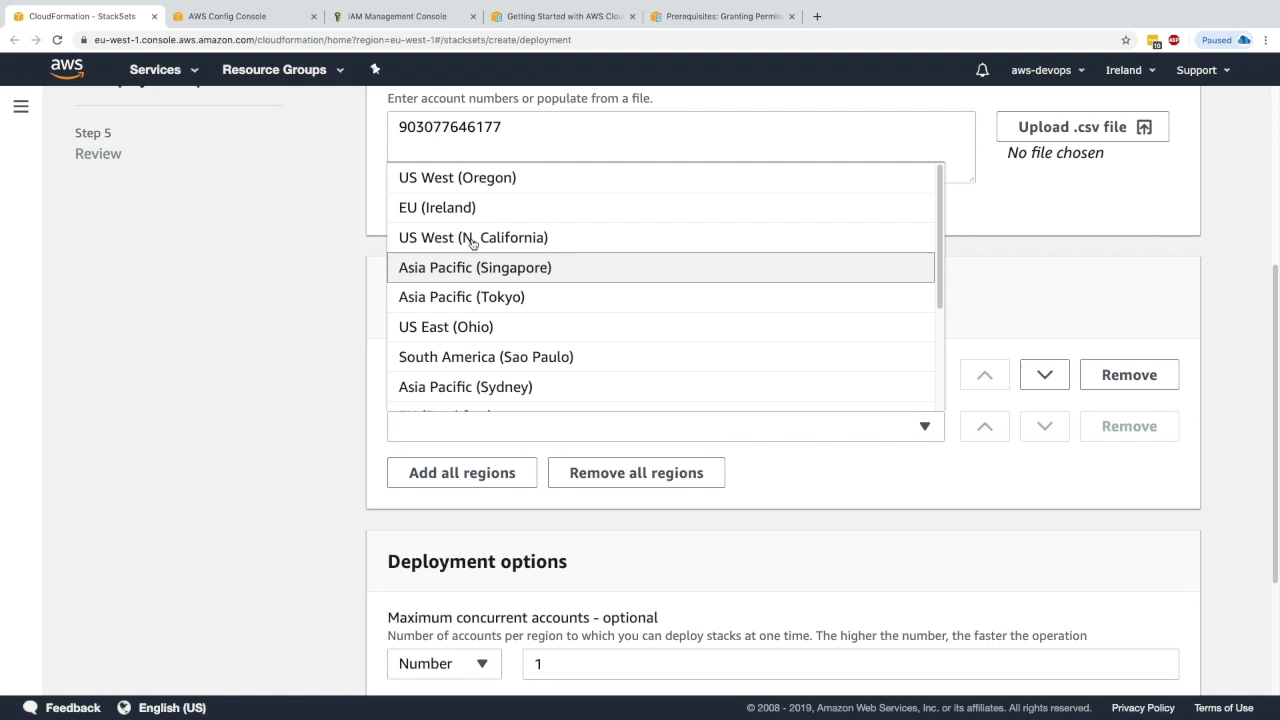 CloudFormation - StackSets
AWS Config Console
IAM Management Console
Getting Started with AWS Clou
Prerequisites: Granting Permis
eu-west-1.console.aws.amazon.com/cloudformation/home?region=eu-west-1#/stacksets/create/deployment
10
ABP
Paused
aws
Services
Resource Groups
aws-devops
Ireland
Support
Step 5
Review
Enter account numbers or populate from a file.
903077646177
Upload .csv file
No file chosen
US West (Oregon)
EU (Ireland)
US West (N. California)
Asia Pacific (Singapore)
Asia Pacific (Tokyo)
US East (Ohio)
South America (Sao Paulo)
Asia Pacific (Sydney)
Remove
Remove
Add all regions
Remove all regions
Deployment options
Maximum concurrent accounts - optional
Number of accounts per region to which you can deploy stacks at one time. The higher the number, the faster the operation
Number
1
Feedback
English (US)
© 2008 - 2019, Amazon Web Services, Inc. or its affiliates. All rights reserved.
Privacy Policy
Terms of Use